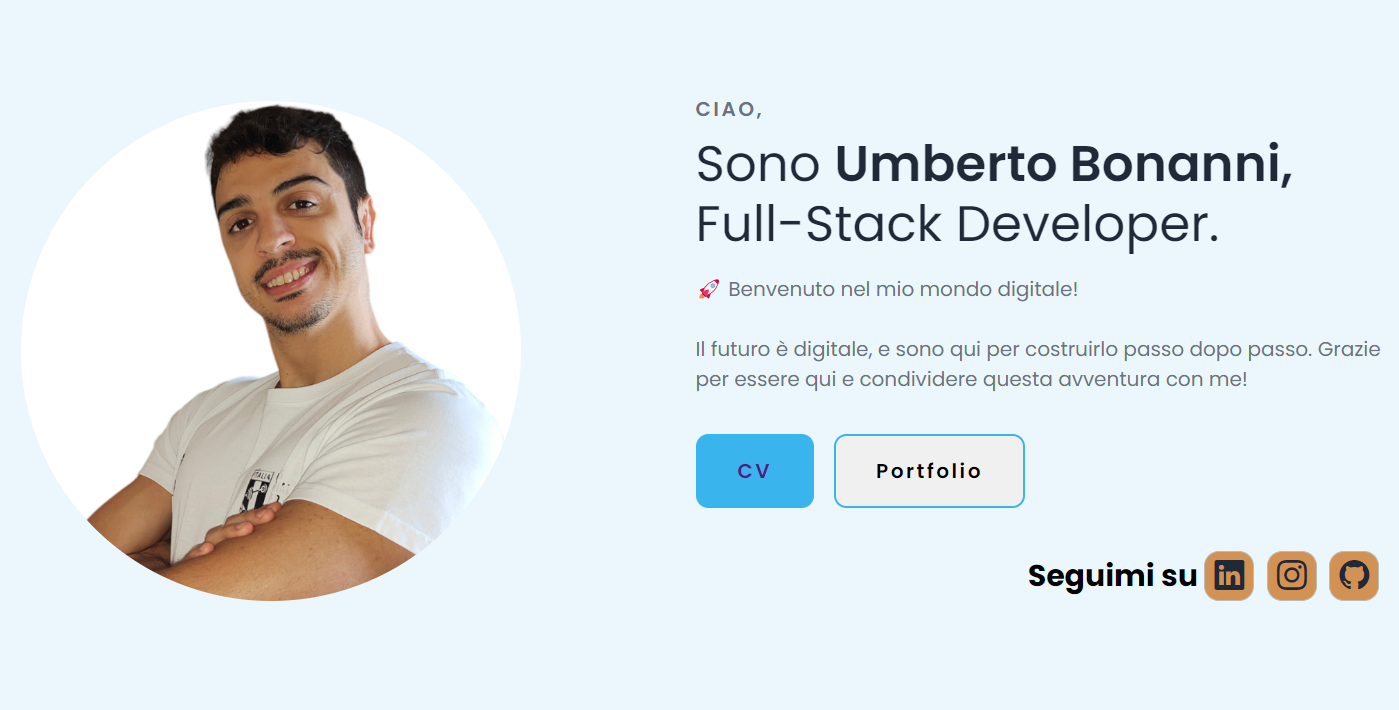 CIAO,
Sono Umberto Bonanni,
Full-Stack Developer.
🚀 Benvenuto nel mio mondo digitale!
Il futuro è digitale, e sono qui per costruirlo passo dopo passo. Grazie
per essere qui e condividere questa avventura con me!
CV
Portfolio
ITALIA
Seguimi su
in